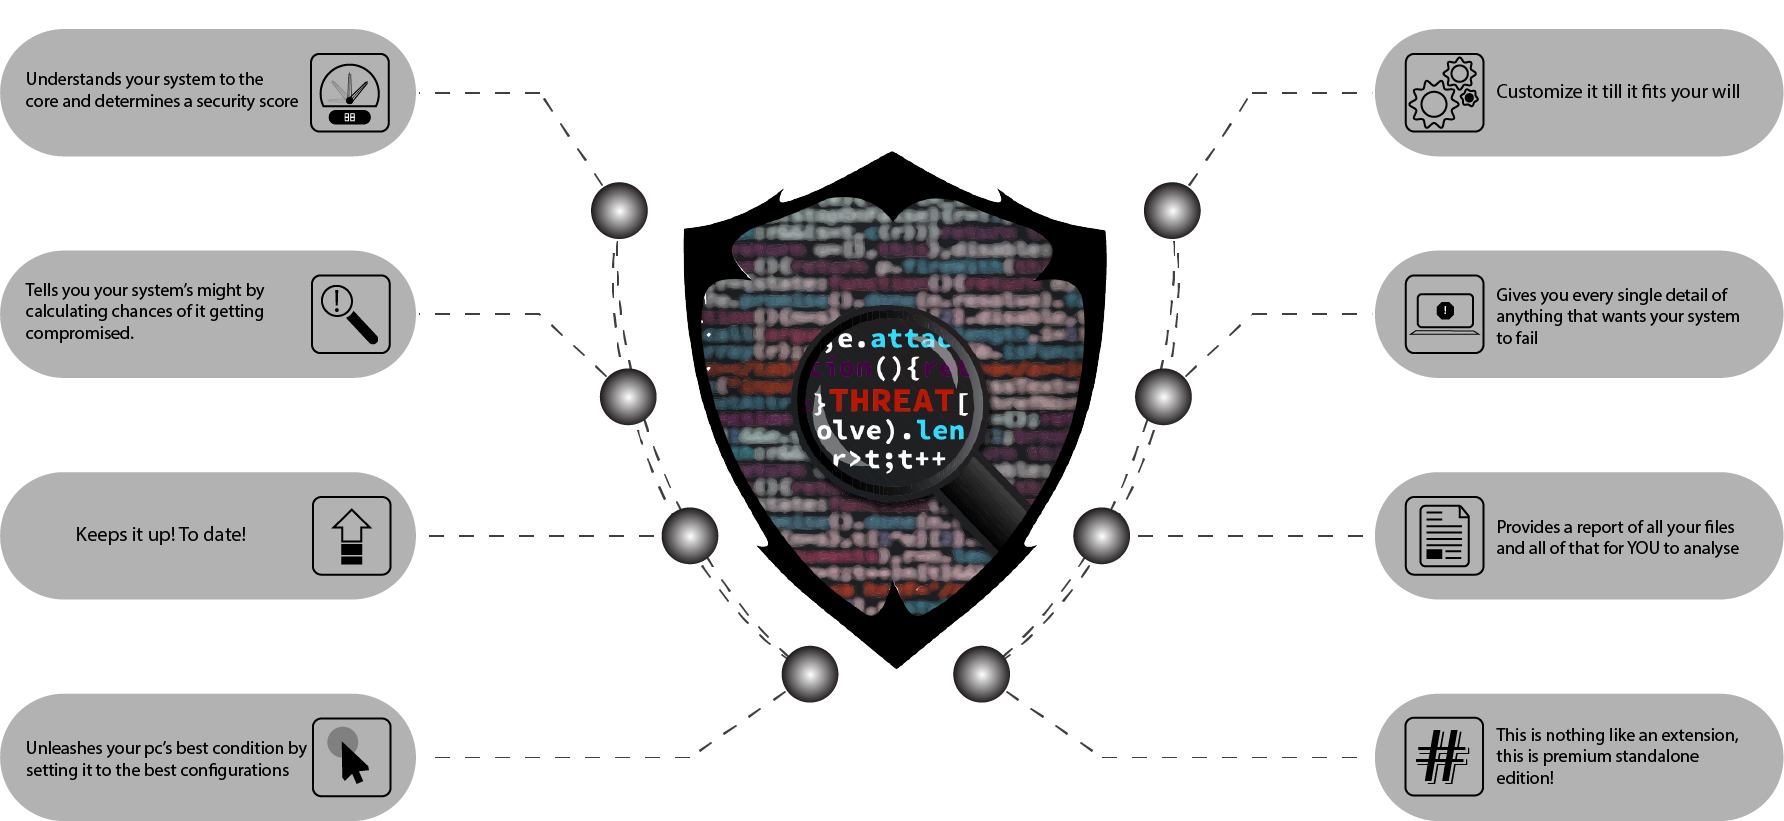 Understands your system to the
core and determines a security score
Tells you your system's might by
calculating chances of it getting
compromised.
Keeps it up! To date!
Unleashes your pc's best condition by
setting it to the best configurations
;e.attac
tion(){ret
}THREAT[
olve).len
r>t;t++
Customize it till it fits your will
Gives you every single detail of
anything that wants your system
to fail
Provides a report of all your files
and all of that for YOU to analyse
This is nothing like an extension,
this is premium standalone
edition!